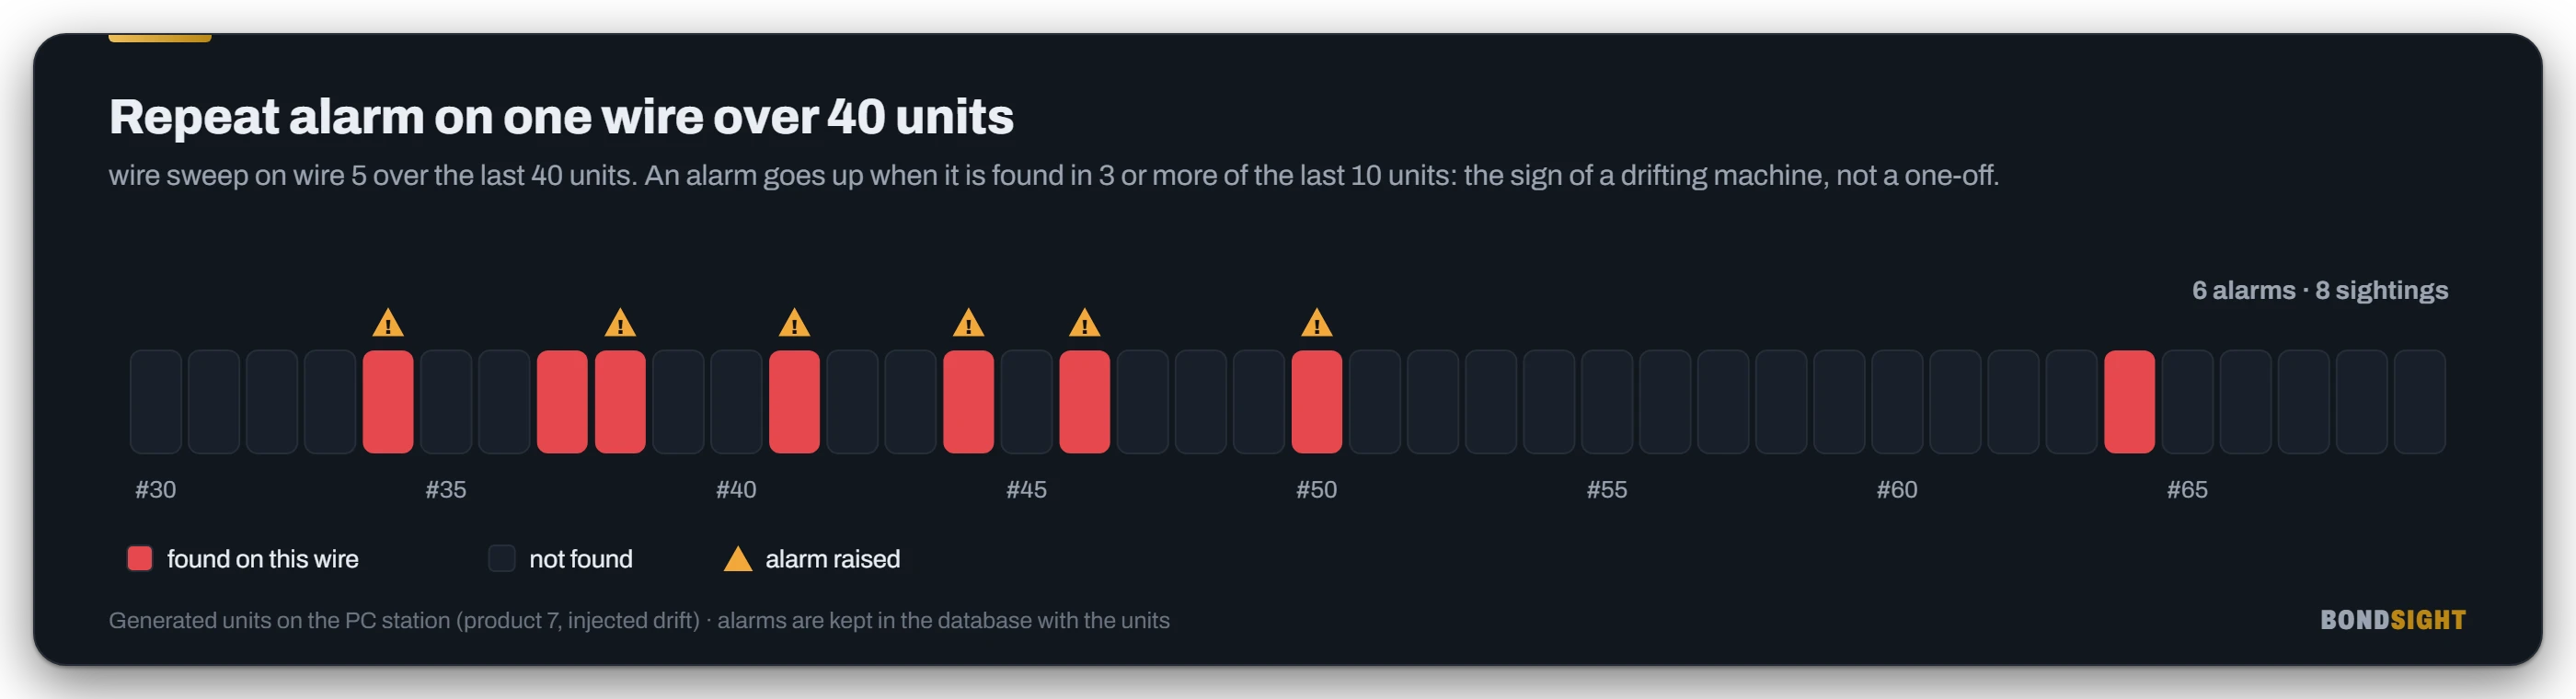 Repeat alarm on one wire over 40 units
wire sweep on wire 5 over the last 40 units. An alarm goes up when it is found in 3 or more of the last 10 units: the sign of a drifting machine, not a one-off.
6 alarms · 8 sightings
#30 #35 #40 #45 #50 #55 #60 #65
found on this wire not found alarm raised
Generated units on the PC station (product 7, injected drift) · alarms are kept in the database with the units
BONDSIGHT